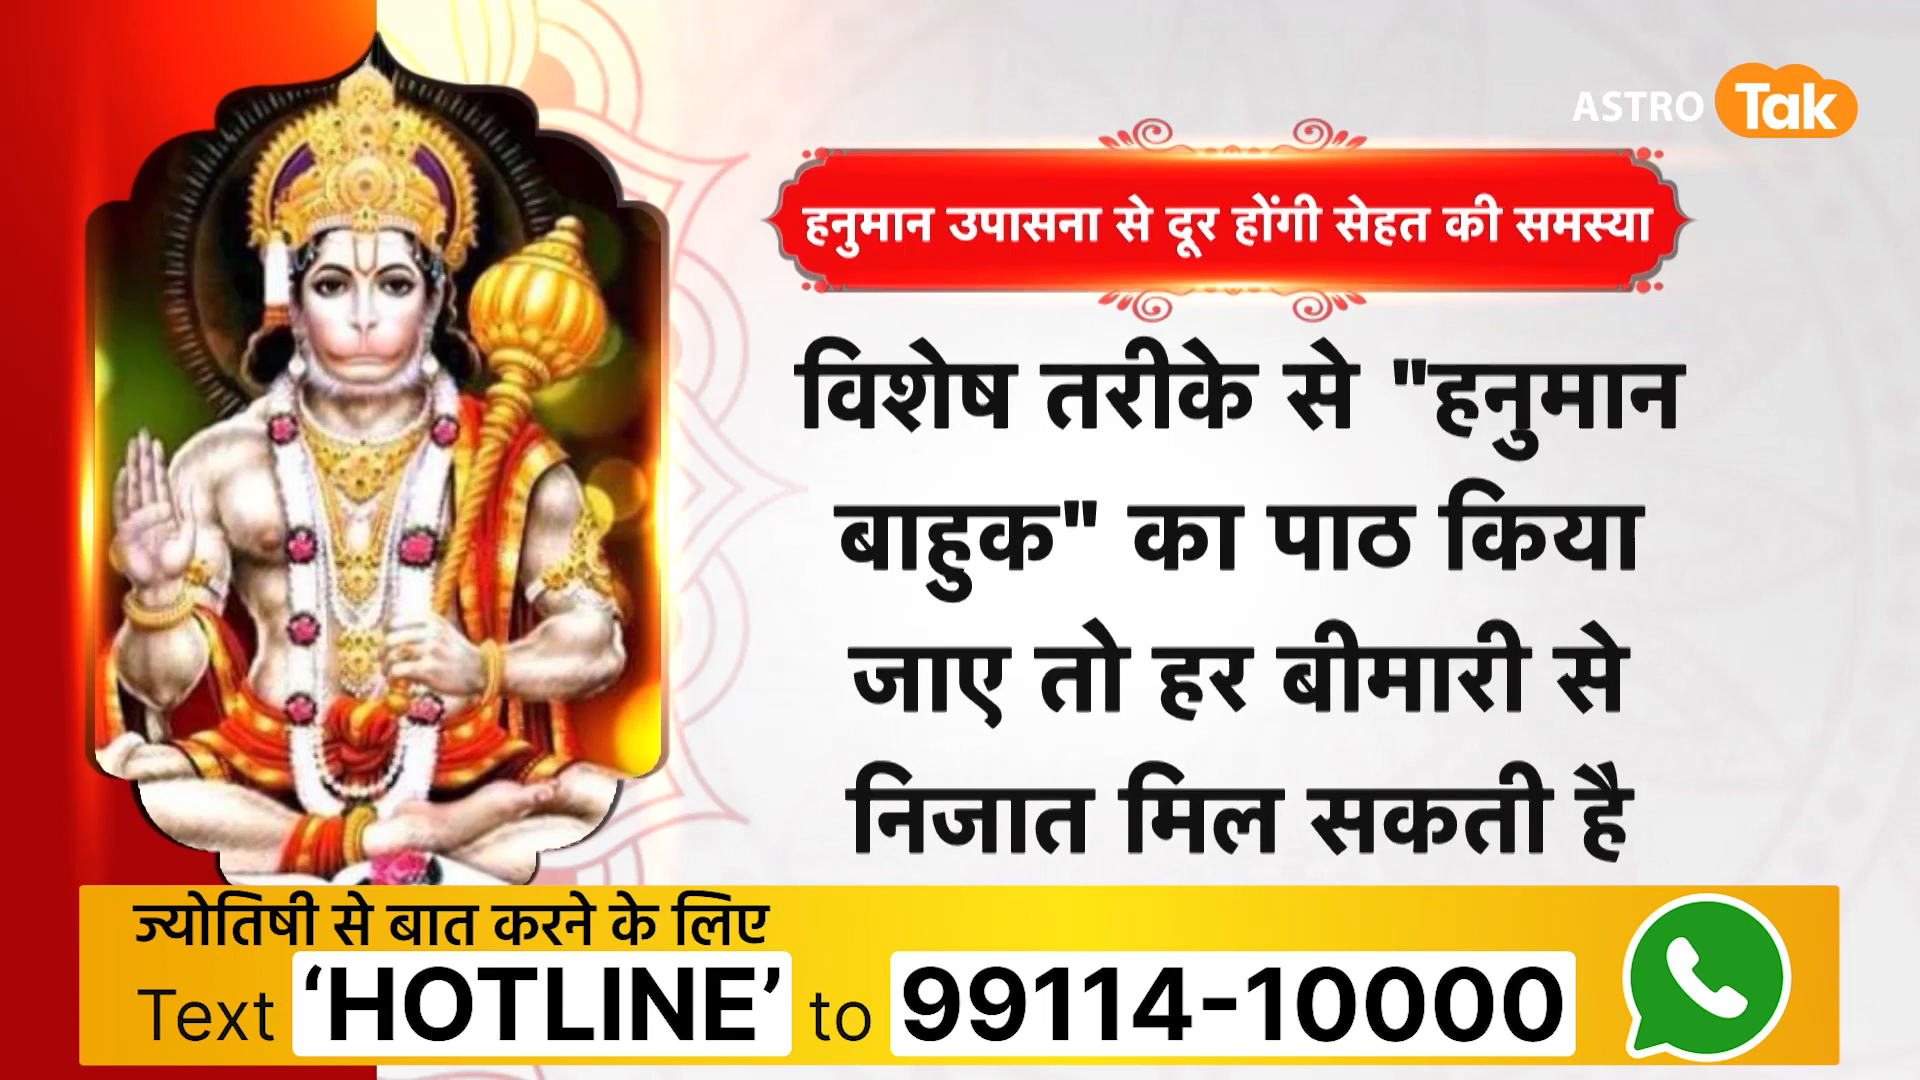 ASTRO Tak
हनुमान उपासना से दूर होंगी सेहत की समस्या
विशेष तरीके से "हनुमान
बाहुक" का पाठ किया
जाए तो हर बीमारी से
निजात मिल सकती है
ज्योतिषी से बात करने के लिए
Text ‘HOTLINE’ to 99114-10000